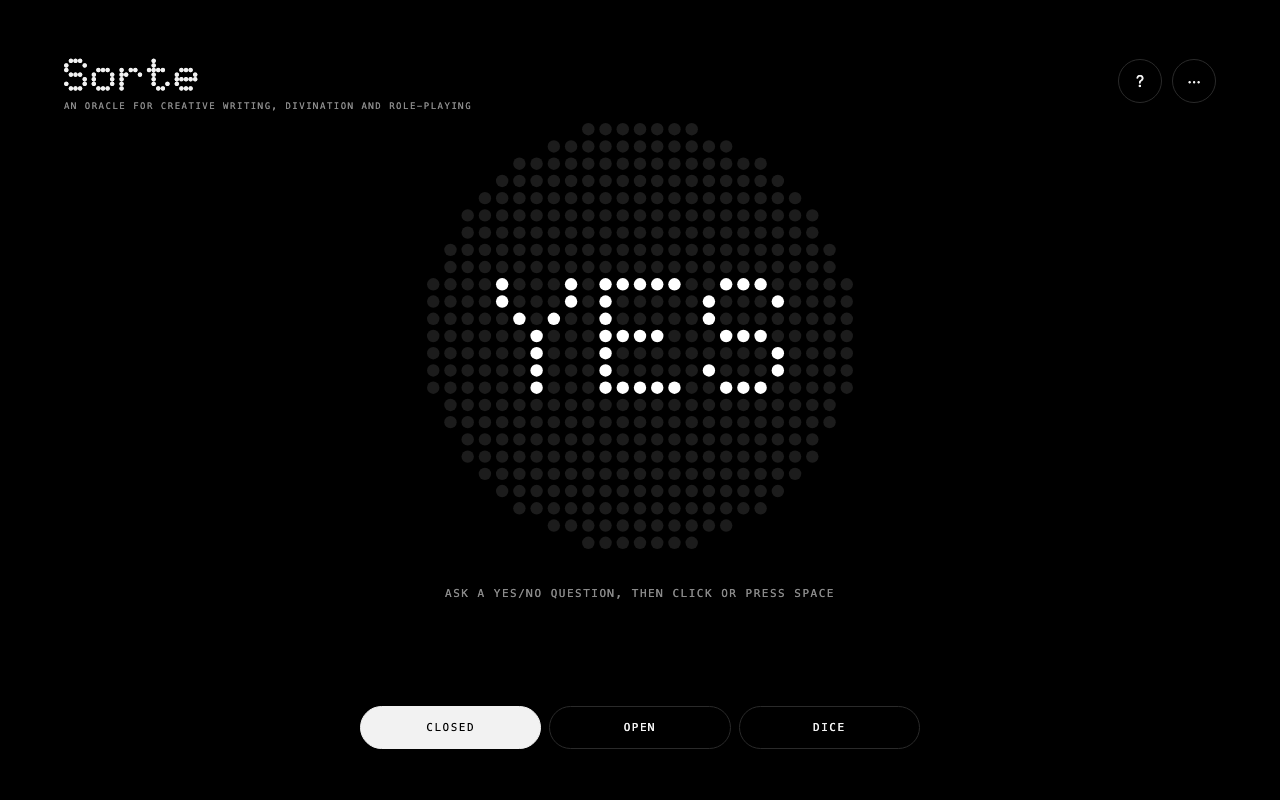 Sorte
AN ORACLE FOR CREATIVE WRITING, DIVINATION AND ROLE-PLAYING
?
…
YES
ASK A YES/NO QUESTION, THEN CLICK OR PRESS SPACE
CLOSED
OPEN
DICE